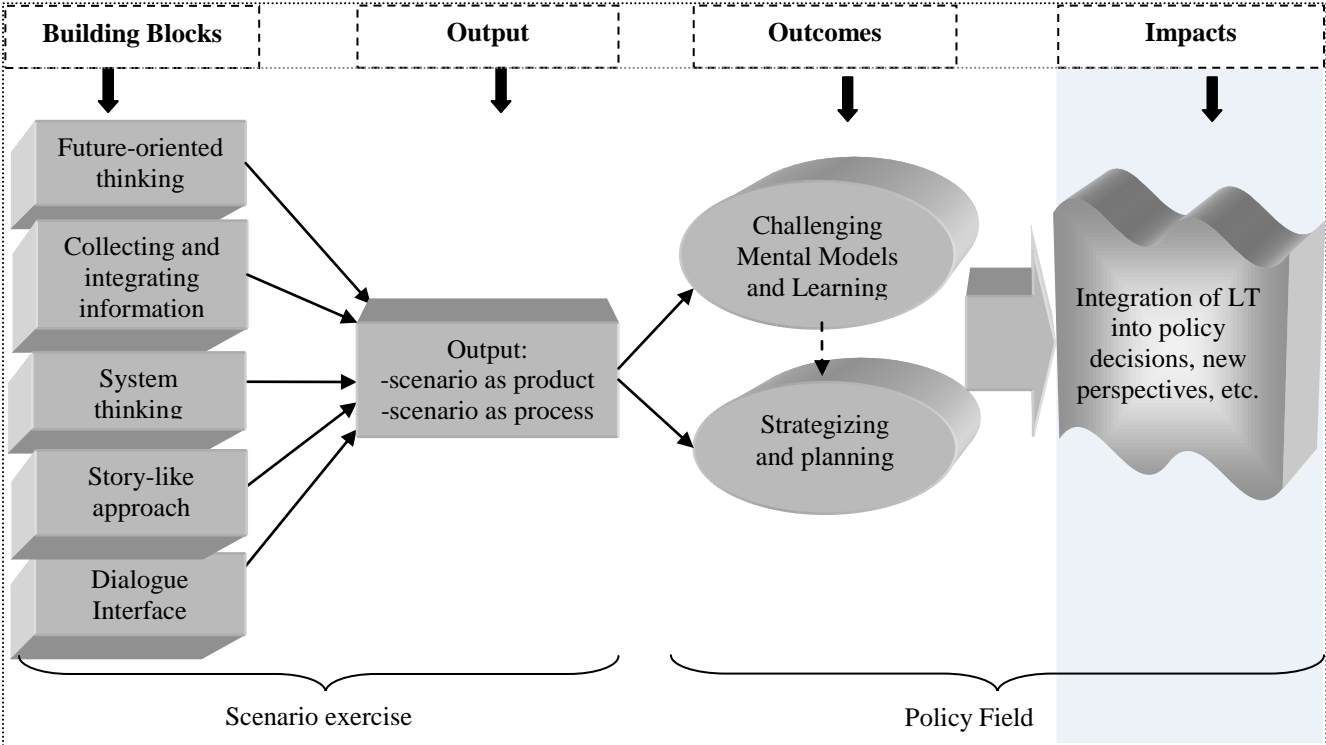 Building Blocks
Output
Outcomes
Impacts
Future-oriented
thinking
Collecting and
integrating
information
System
thinking
Story-like
approach
Dialogue
Interface
Output:
-scenario as product
-scenario as process
Challenging
Mental Models
and Learning
Strategizing
and planning
Integration of LT
into policy
decisions, new
perspectives, etc.
Scenario exercise
Policy Field